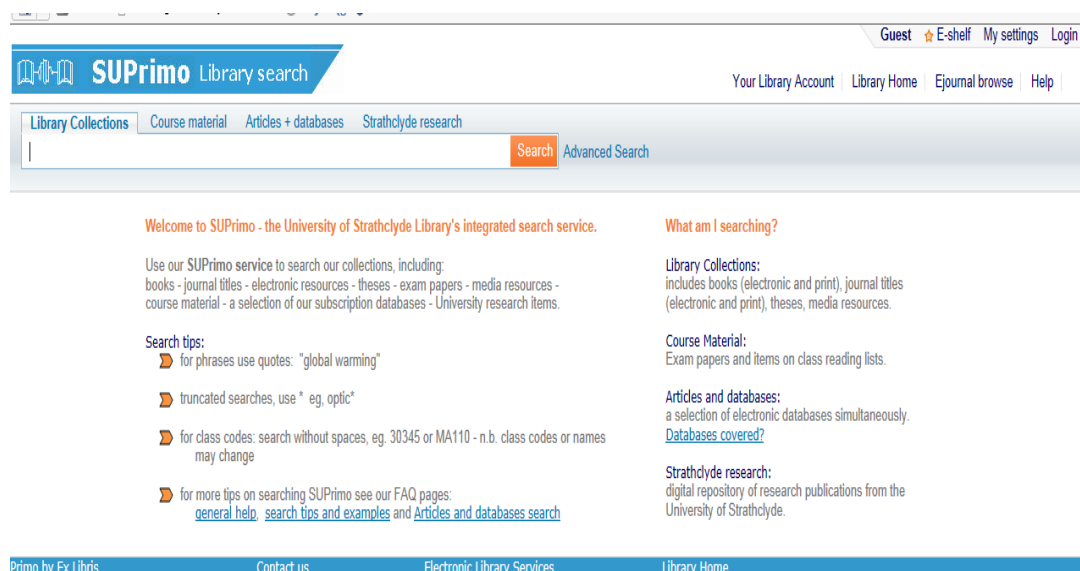 Guest E-shelf My settings Login
SUPrimo Library search
Your Library Account Library Home Ejournal browse Help
Library Collections Course material Articles + databases Strathclyde research
Search Advanced Search
Welcome to SUPrimo - the University of Strathclyde Library's integrated search service.
Use our SUPrimo service to search our collections, including:
books - journal titles - electronic resources - theses - exam papers - media resources -
course material - a selection of our subscription databases - University research items.
Search tips:
for phrases use quotes: "global warming"
truncated searches, use * eg, optic*
for class codes: search without spaces, eg. 30345 or MA110 - n.b. class codes or names
may change
for more tips on searching SUPrimo see our FAQ pages:
general help, search tips and examples and Articles and databases search
What am I searching?
Library Collections:
includes books (electronic and print), journal titles
(electronic and print), theses, media resources.
Course Material:
Exam papers and items on class reading lists.
Articles and databases:
a selection of electronic databases simultaneously.
Databases covered?
Strathclyde research:
digital repository of research publications from the
University of Strathclyde.
Primo by Ex Libris Contact us Electronic Library Services Library Home